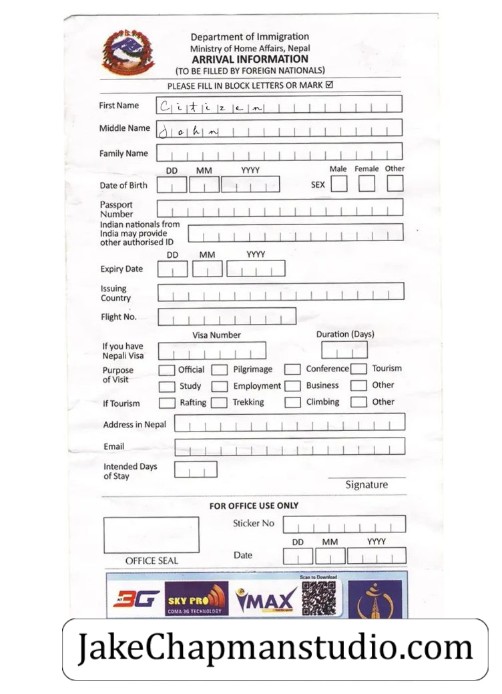 Department of Immigration
Ministry of Home Affairs, Nepal
ARRIVAL INFORMATION
(TO BE FILLED BY FOREIGN NATIONALS)
PLEASE FILL IN BLOCK LETTERS OR MARK ☑
First Name Citizen
Middle Name John
Family Name
DD MM YYYY Male Female Other
Date of Birth SEX
Passport
Number
Indian nationals from
India may provide
other authorised ID
DD MM YYYY
Expiry Date
Issuing
Country
Flight No.
Visa Number Duration (Days)
If you have
Nepali Visa
Purpose
of Visit
Official Pilgrimage Conference Tourism
Study Employment Business Other
If Tourism Rafting Trekking Climbing Other
Address in Nepal
Email
Intended Days
of Stay
Signature
FOR OFFICE USE ONLY
Sticker No
DD MM YYYY
OFFICE SEAL Date
Scan to Download
3G SKY PRO MAX
CDMA 3G TECHNOLOGY
JakeChapmanstudio.com